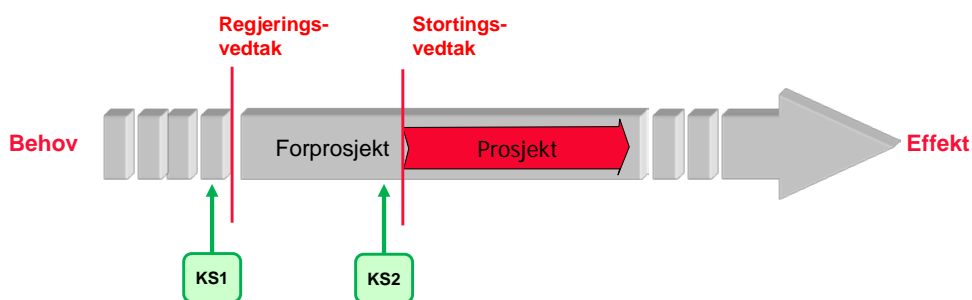 Regjerings-
vedtak
Stortings-
vedtak
Behov
Forprosjekt
Prosjekt
Effekt
KS1
KS2